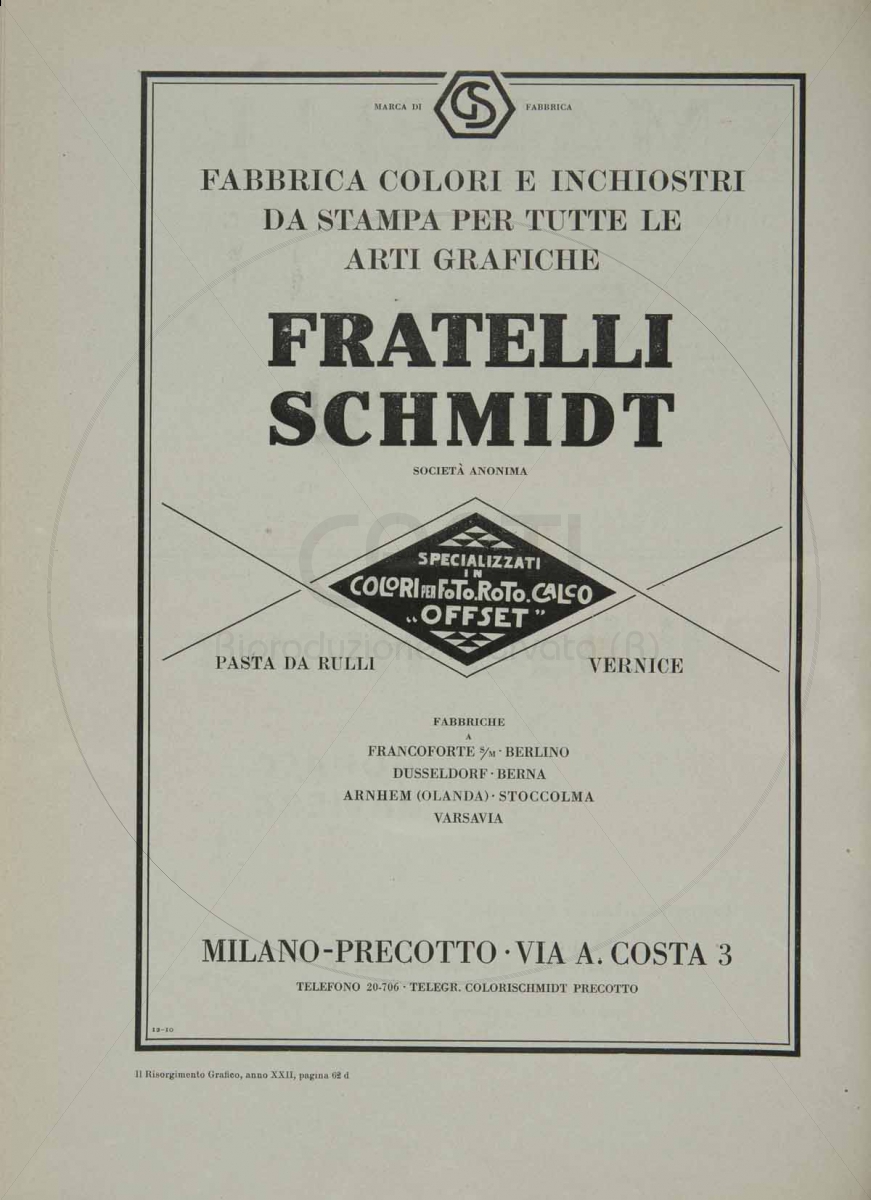 MARCA DI GS FABBRICA
FABBRICA COLORI E INCHIOSTRI
DA STAMPA PER TUTTE LE
ARTI GRAFICHE
FRATELLI
SCHMIDT
SOCIETÀ ANONIMA
SPECIALIZZATI
IN
COLORI PER FOTO.ROTO.CALCO
„OFFSET”
PASTA DA RULLI
VERNICE
FABBRICHE
A
FRANCOFORTE S/M · BERLINO
DUSSELDORF · BERNA
ARNHEM (OLANDA) · STOCCOLMA
VARSAVIA
MILANO-PRECOTTO · VIA A. COSTA 3
TELEFONO 20-706 · TELEGR. COLORISCHMIDT PRECOTTO
12-10
Il Risorgimento Grafico, anno XXII, pagina 62 d